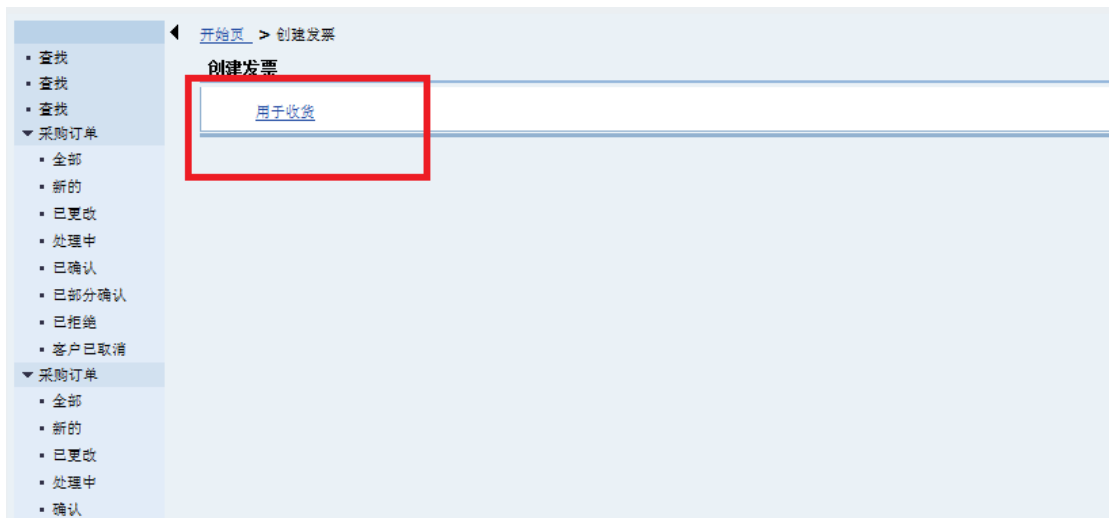 开始页 > 创建发票
创建发票
用于收货
查找
查找
查找
采购订单
全部
新的
已更改
处理中
已确认
已部分确认
已拒绝
客户已取消
采购订单
全部
新的
已更改
处理中
确认